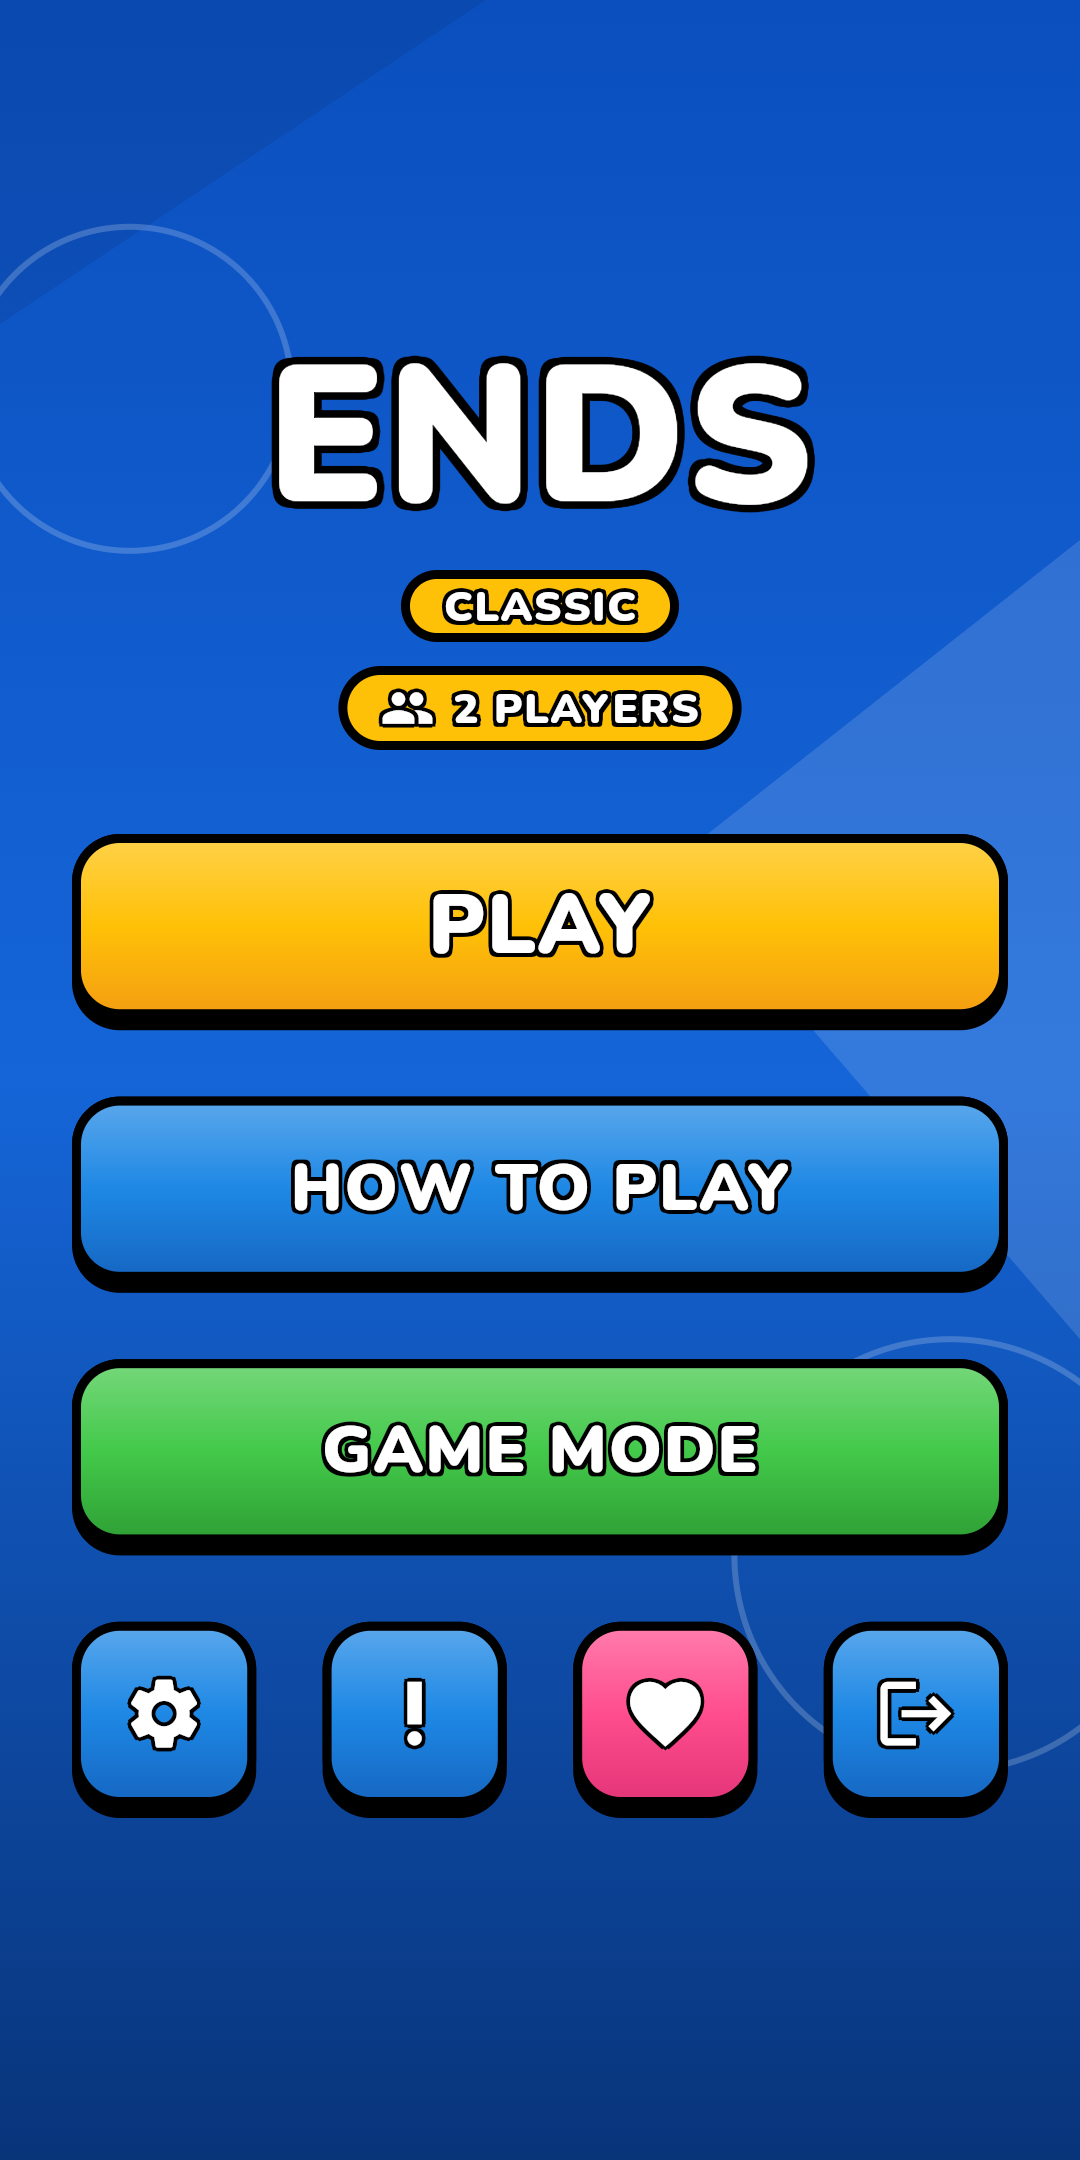 ENDS
CLASSIC
2 PLAYERS
PLAY
HOW TO PLAY
GAME MODE
!